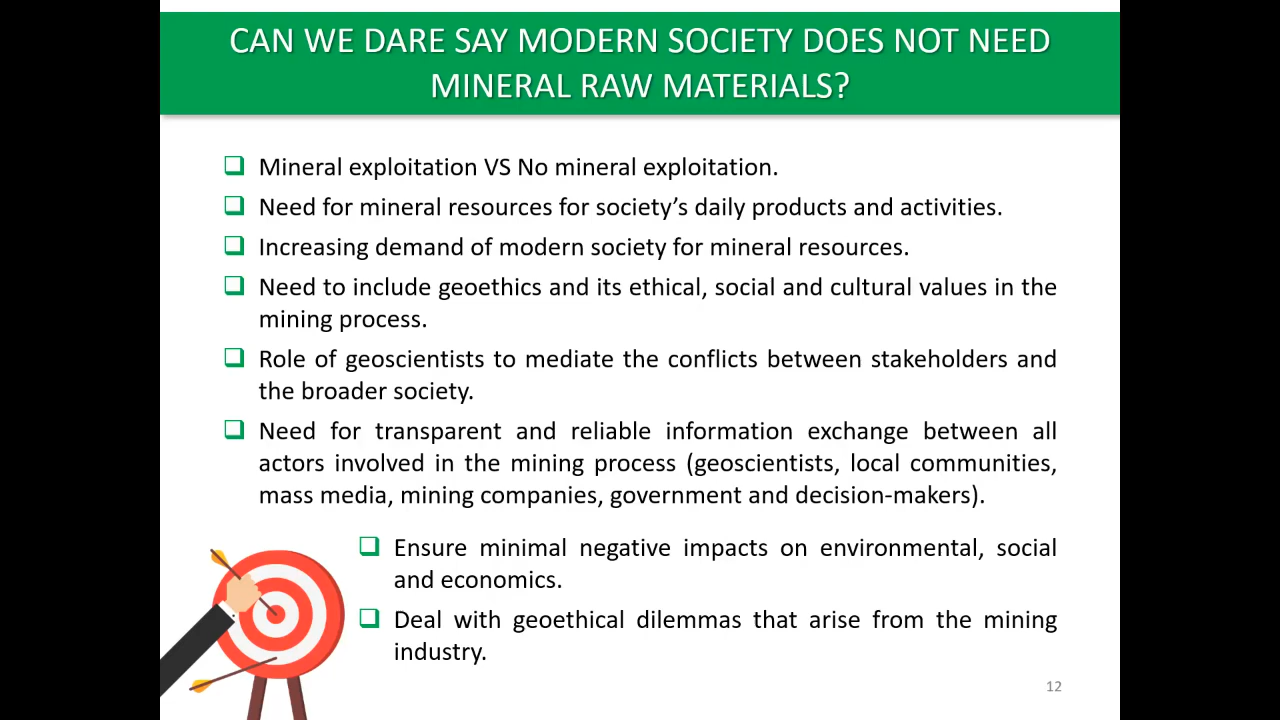 CAN WE DARE SAY MODERN SOCIETY DOES NOT NEED
MINERAL RAW MATERIALS?
Mineral exploitation VS No mineral exploitation.
Need for mineral resources for society’s daily products and activities.
Increasing demand of modern society for mineral resources.
Need to include geoethics and its ethical, social and cultural values in the
mining process.
Role of geoscientists to mediate the conflicts between stakeholders and
the broader society.
Need for transparent and reliable information exchange between all
actors involved in the mining process (geoscientists, local communities,
mass media, mining companies, government and decision-makers).
Ensure minimal negative impacts on environmental, social
and economics.
Deal with geoethical dilemmas that arise from the mining
industry.
12